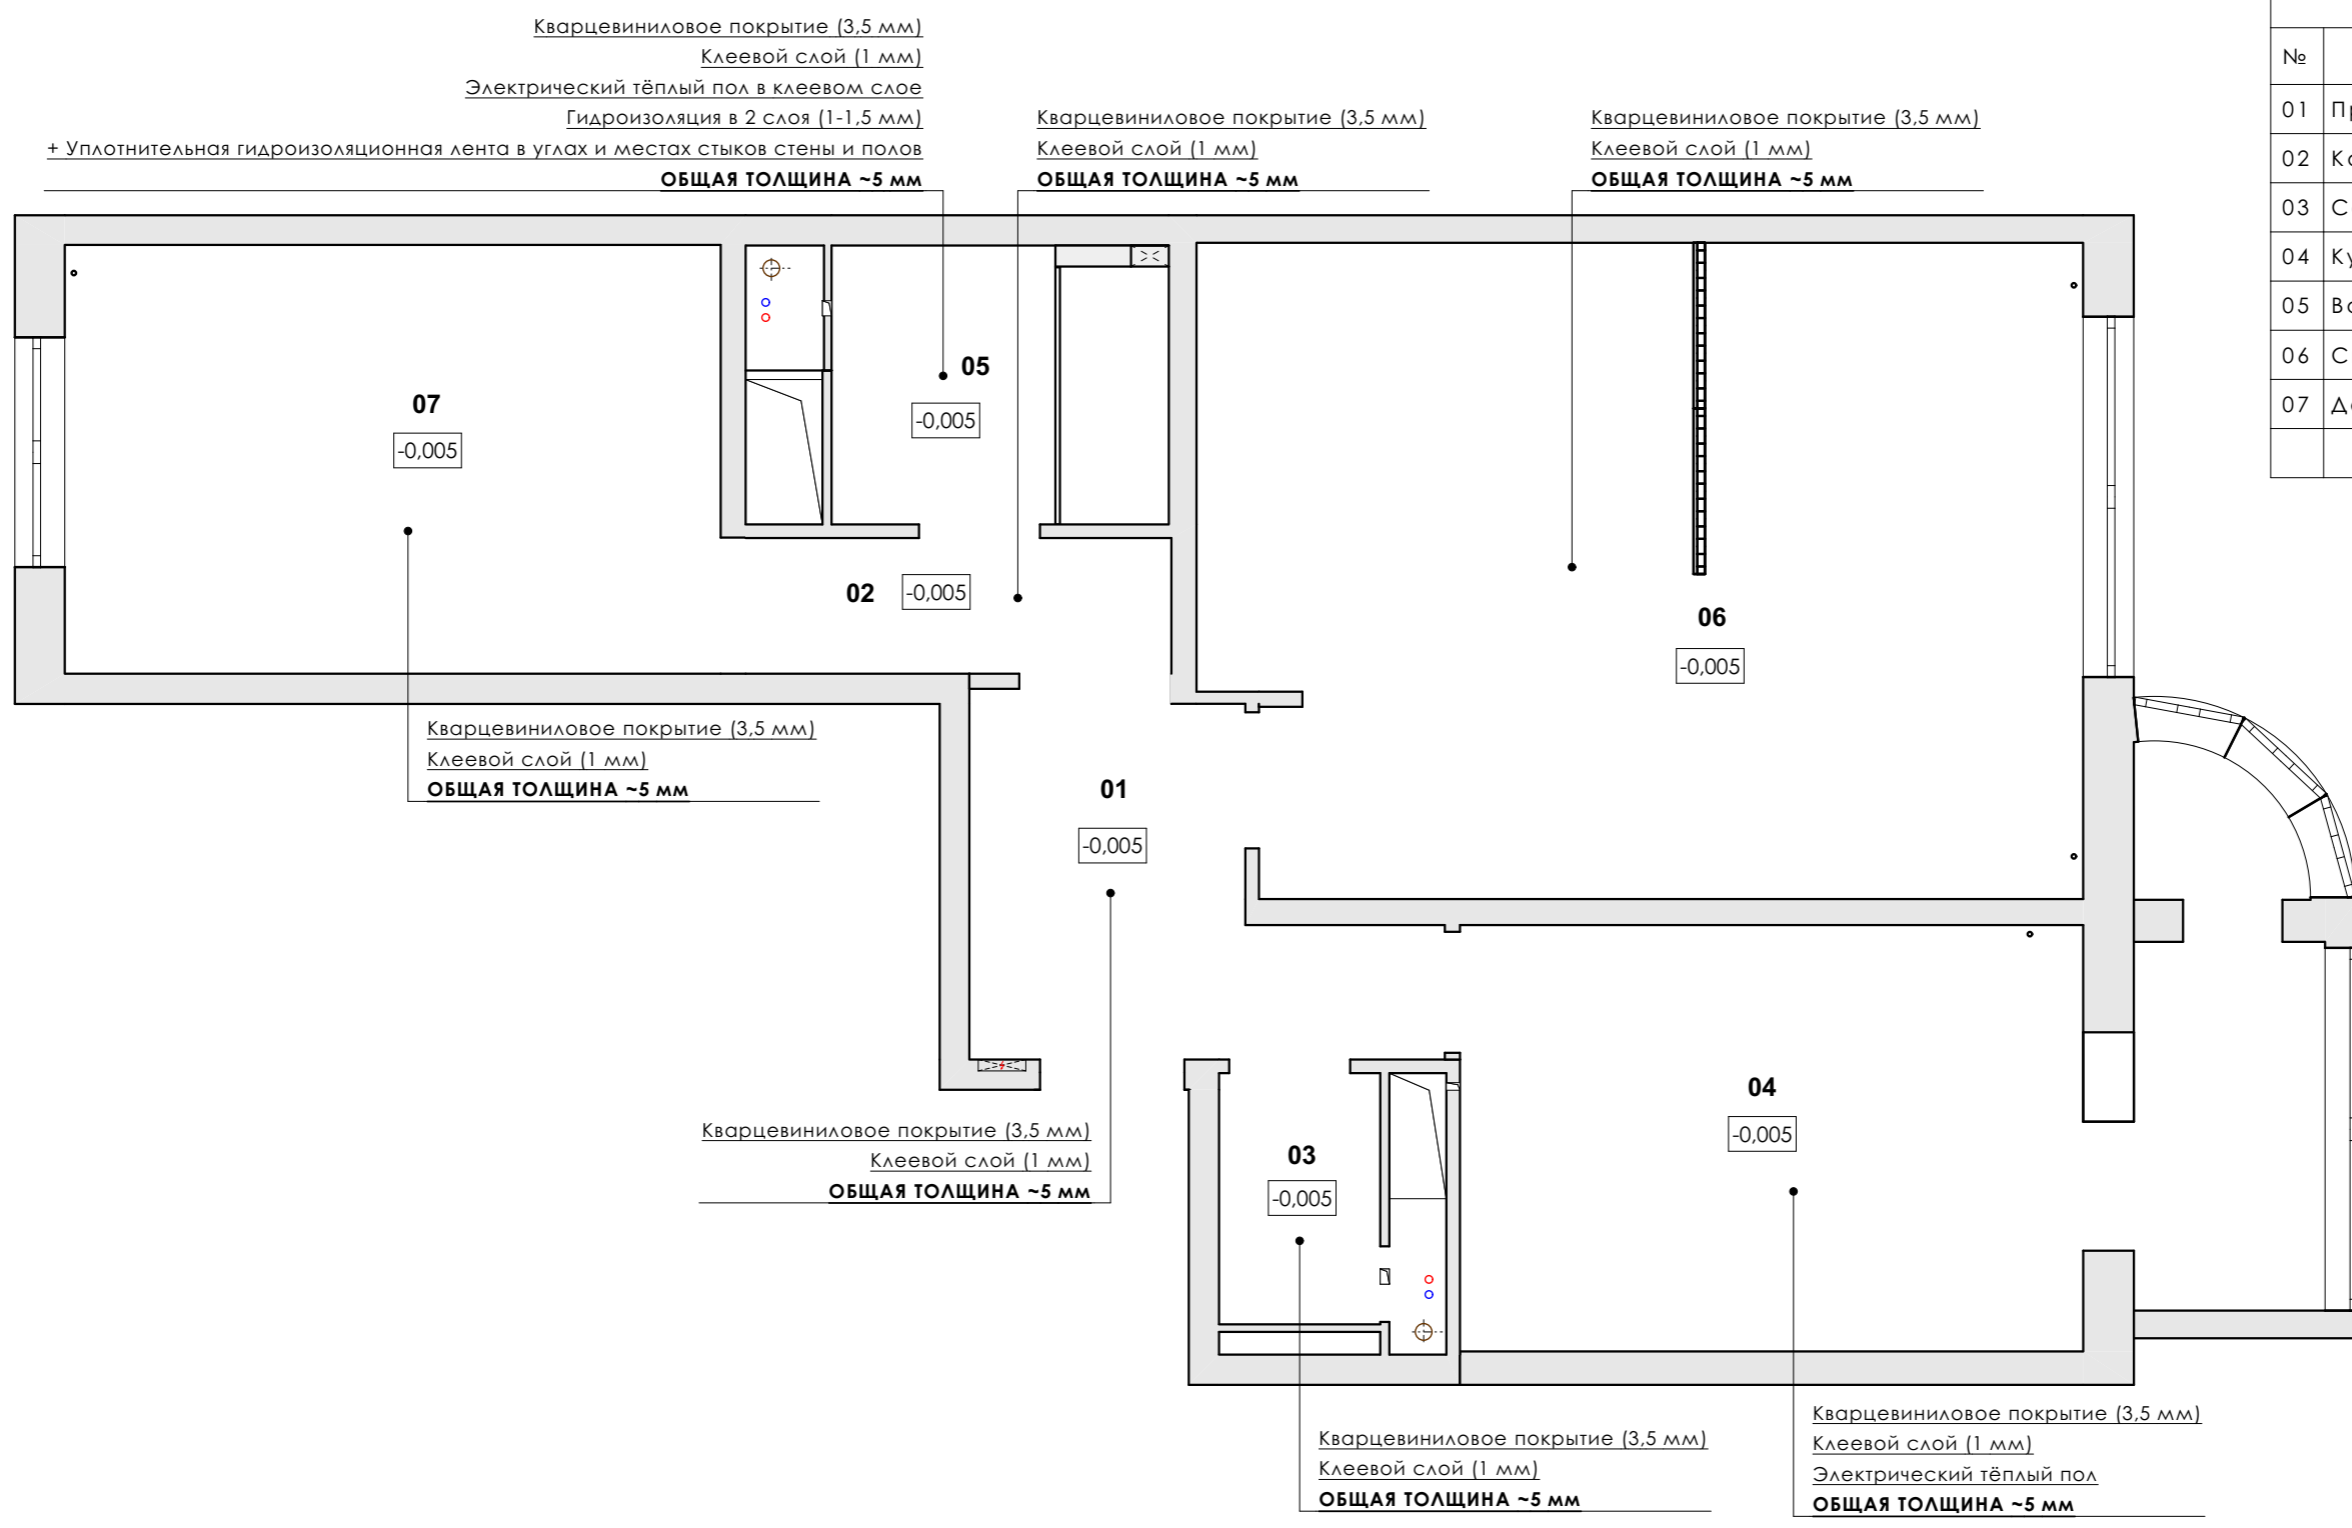 Кварцевиниловое покрытие (3,5 мм)
Клеевой слой (1 мм)
Электрический тёплый пол в клеевом слое
Гидроизоляция в 2 слоя (1-1,5 мм)
+ Уплотнительная гидроизоляционная лента в углах и местах стыков стены и полов
ОБЩАЯ ТОЛЩИНА ~5 мм
Кварцевиниловое покрытие (3,5 мм)
Клеевой слой (1 мм)
ОБЩАЯ ТОЛЩИНА ~5 мм
Кварцевиниловое покрытие (3,5 мм)
Клеевой слой (1 мм)
ОБЩАЯ ТОЛЩИНА ~5 мм
№
01
02
03
04
05
06
07
05
-0,005
07
-0,005
02 -0,005
06
-0,005
Кварцевиниловое покрытие (3,5 мм)
Клеевой слой (1 мм)
ОБЩАЯ ТОЛЩИНА ~5 мм
01
-0,005
04
-0,005
Кварцевиниловое покрытие (3,5 мм)
Клеевой слой (1 мм)
ОБЩАЯ ТОЛЩИНА ~5 мм
03
-0,005
Кварцевиниловое покрытие (3,5 мм)
Клеевой слой (1 мм)
ОБЩАЯ ТОЛЩИНА ~5 мм
Кварцевиниловое покрытие (3,5 мм)
Клеевой слой (1 мм)
Электрический тёплый пол
ОБЩАЯ ТОЛЩИНА ~5 мм